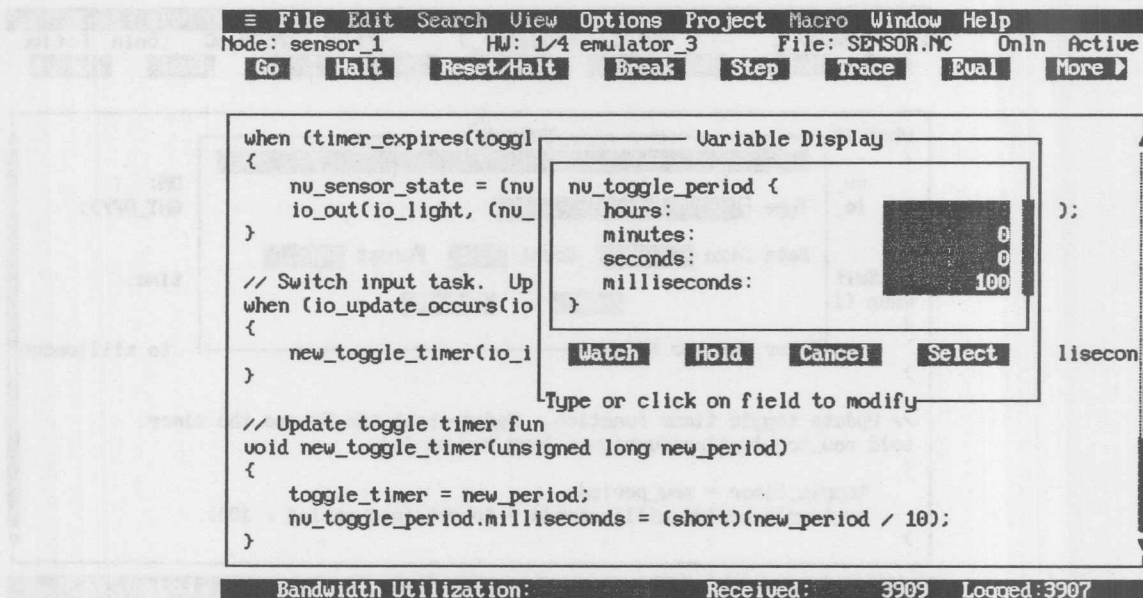 ≡ File Edit Search View Options Project Macro Window Help
Node: sensor_1 HW: 1/4 emulator_3 File: SENSOR.NC Onln Active
Go Halt Reset/Halt Break Step Trace Eval More
when (timer_expires(toggl
{
nv_sensor_state = (nv
io_out(io_light, (nv_ );
}
// Switch input task. Up
when (io_update_occurs(io
{
new_toggle_timer(io_i lisecon
}
Variable Display
nv_toggle_period {
hours:
minutes: 0
seconds: 0
milliseconds: 100
}
Watch Hold Cancel Select
Type or click on field to modify
// Update toggle timer fun
void new_toggle_timer(unsigned long new_period)
{
toggle_timer = new_period;
nv_toggle_period.milliseconds = (short)(new_period / 10);
}
Bandwidth Utilization: Received: 3909 Logged:3907